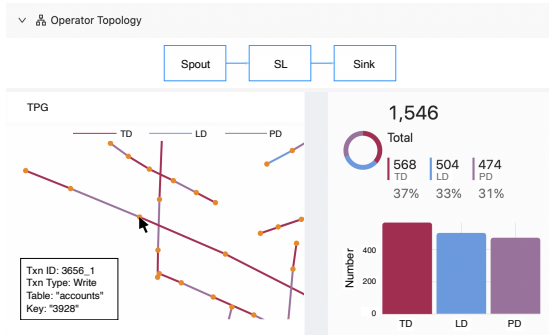 Operator Topology
Spout SL Sink
TPG
TD LD PD
Txn ID: 3656_1
Txn Type: Write
Table: "accounts"
Key: "3928"
1,546
Total
568 504 474
TD LD PD
37% 33% 31%
Number
400
200
0
TD LD PD